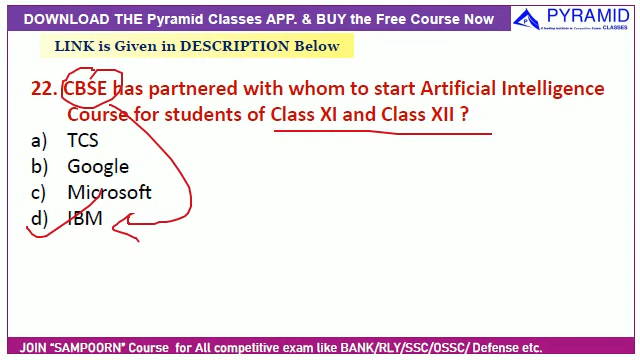 DOWNLOAD THE Pyramid Classes APP. & BUY the Free Course Now
PYRAMID
CLASSES
LINK is Given in DESCRIPTION Below
22. CBSE has partnered with whom to start Artificial Intelligence
Course for students of Class XI and Class XII ?
a) TCS
b) Google
c) Microsoft
d) IBM
JOIN “SAMPOORN” Course for All competitive exam like BANK/RLY/SSC/OSSC/ Defense etc.